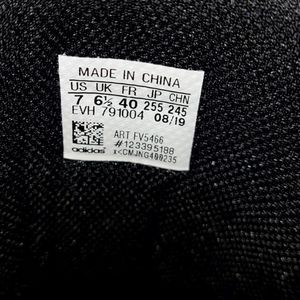 MADE IN CHINA
US UK FR JP CHN
7 6½ 40 255 245
EVH 791004 08/19
ART FV5466
#123395188
adidas x<CMJNG400235